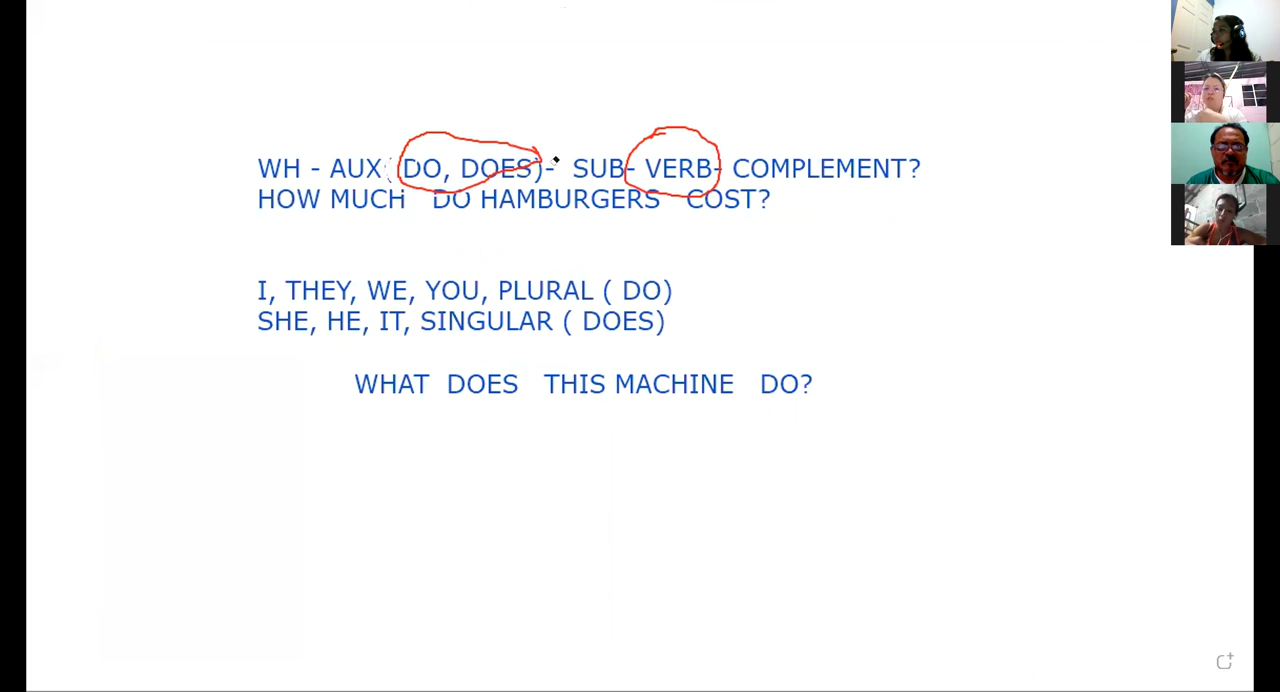 WH - AUX( DO, DOES)- SUB- VERB- COMPLEMENT?
HOW MUCH DO HAMBURGERS COST?
I, THEY, WE, YOU, PLURAL ( DO)
SHE, HE, IT, SINGULAR ( DOES)
WHAT DOES THIS MACHINE DO?